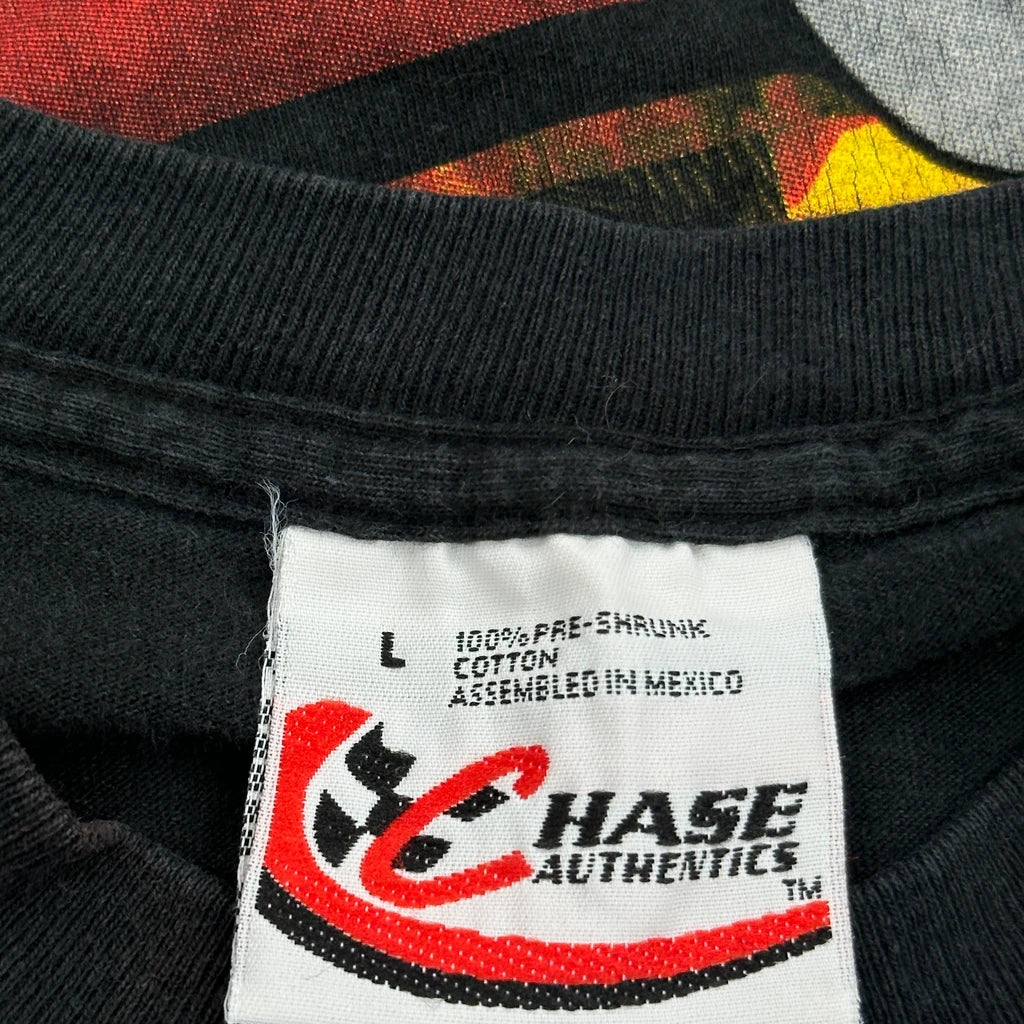 L
100% PRE-SHRUNK
COTTON
ASSEMBLED IN MEXICO
CHASE
AUTHENTICS
TM